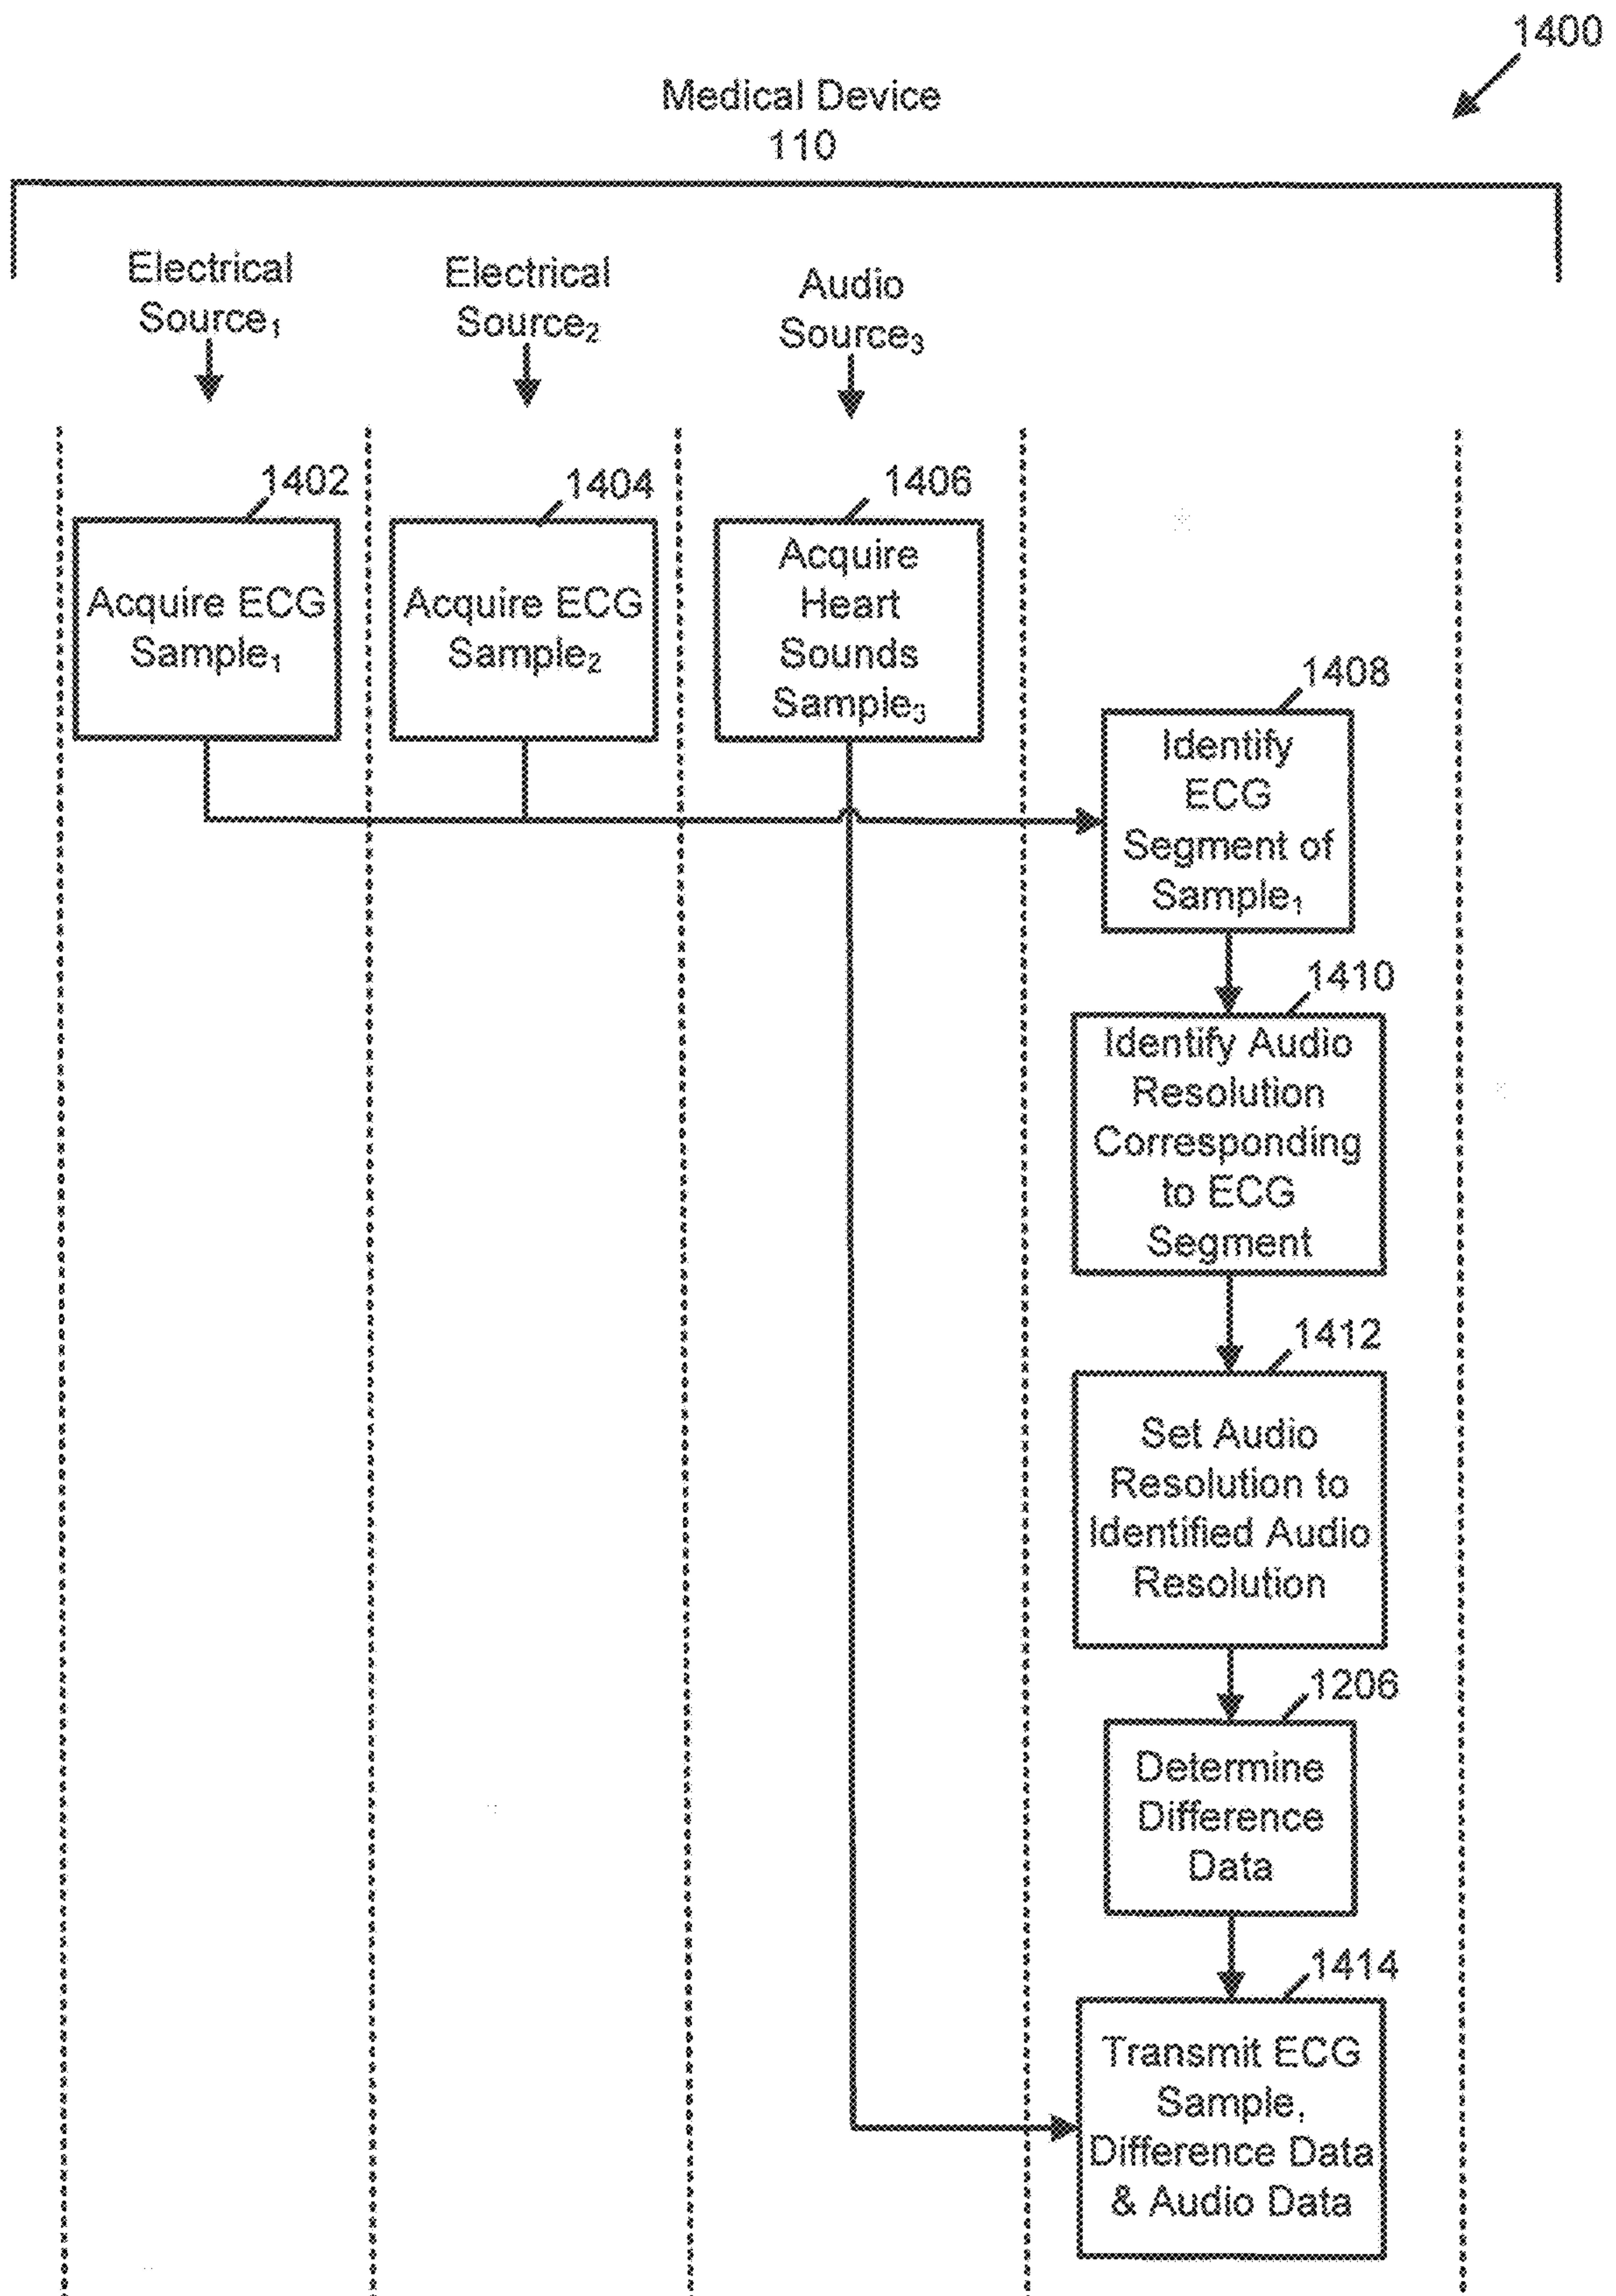 1400
Medical Device
110
Electrical
Source₁
Electrical
Source₂
Audio
Source₃
1402
Acquire ECG
Sample₁
1404
Acquire ECG
Sample₂
1406
Acquire
Heart
Sounds
Sample₃
1408
Identify
ECG
Segment of
Sample₁
1410
Identify Audio
Resolution
Corresponding
to ECG
Segment
1412
Set Audio
Resolution to
Identified Audio
Resolution
1206
Determine
Difference
Data
1414
Transmit ECG
Sample₁
Difference Data
& Audio Data